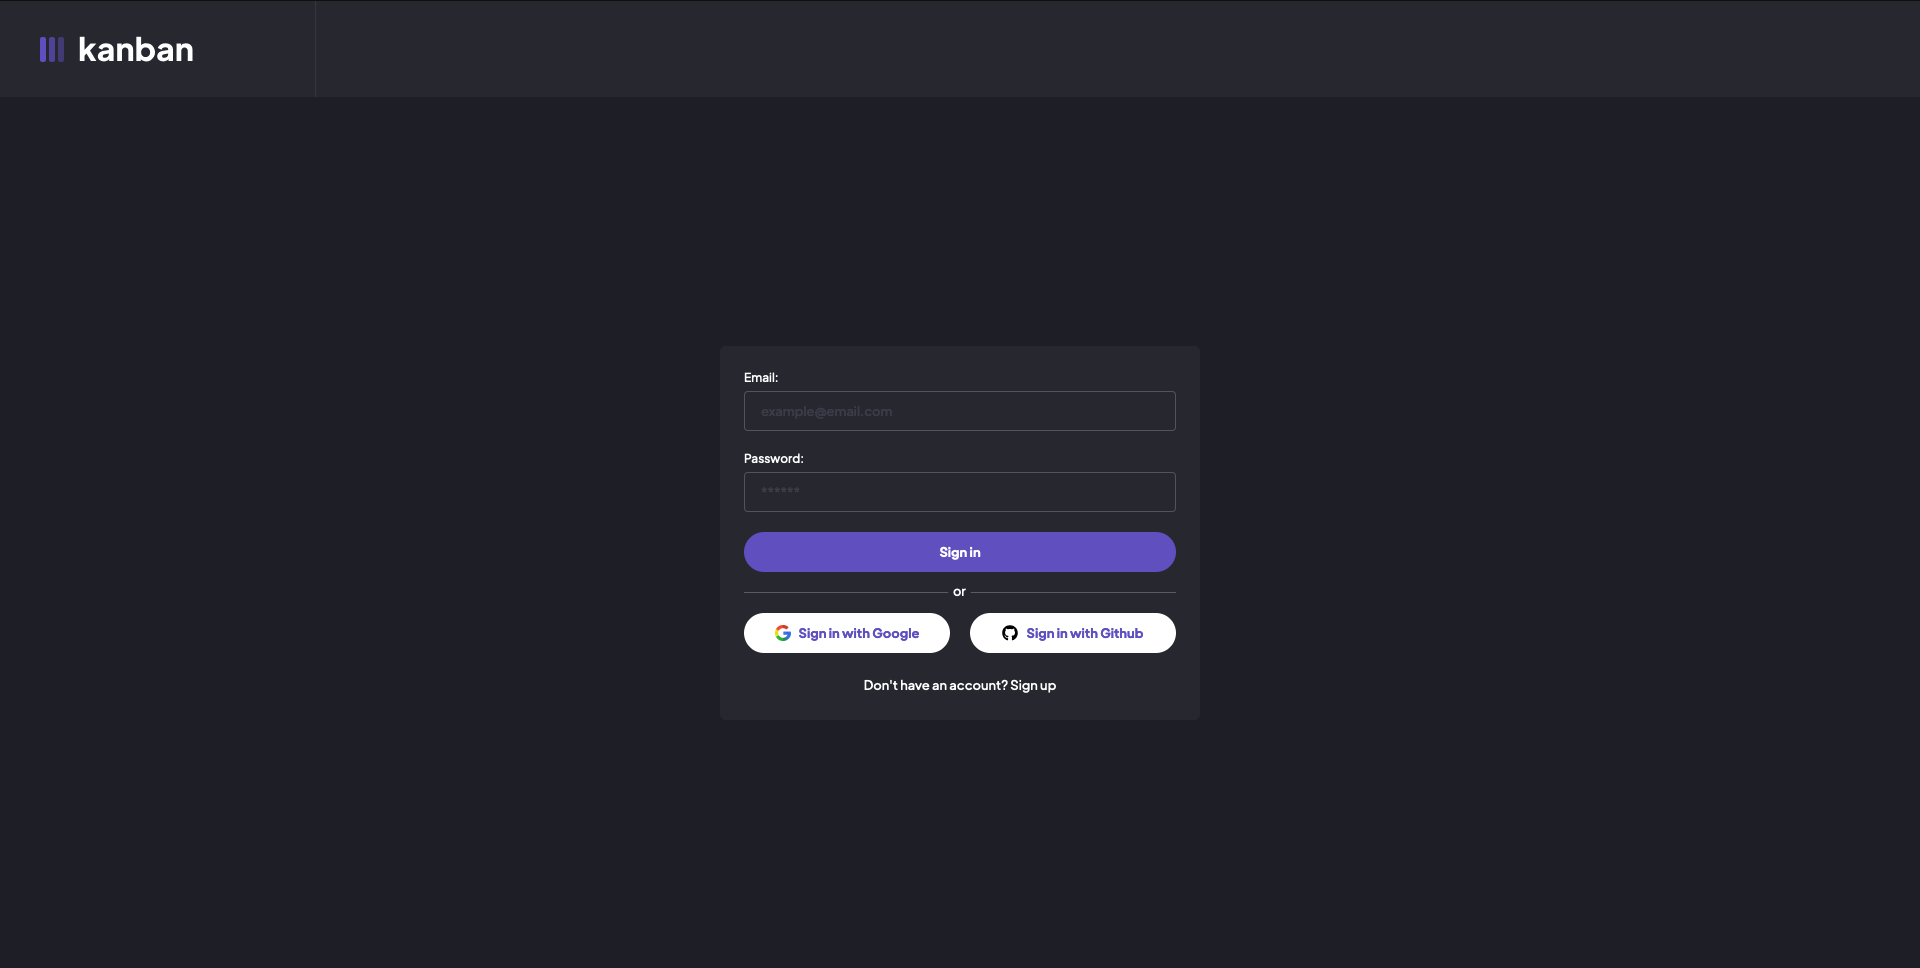 kanban
Email:
example@email.com
Password:
******
Sign in
or
Sign in with Google
Sign in with Github
Don't have an account? Sign up